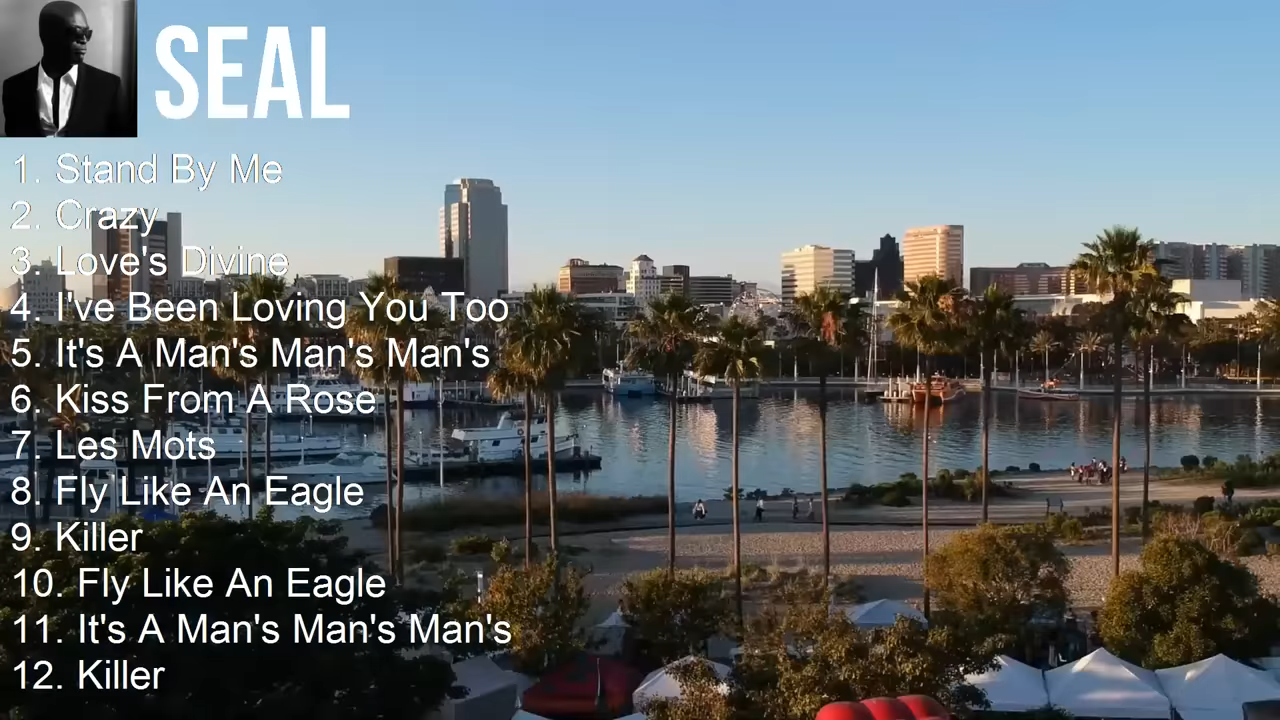 SEAL
1. Stand By Me
2. Crazy
3. Love's Divine
4. I've Been Loving You Too
5. It's A Man's Man's Man's
6. Kiss From A Rose
7. Les Mots
8. Fly Like An Eagle
9. Killer
10. Fly Like An Eagle
11. It's A Man's Man's Man's
12. Killer